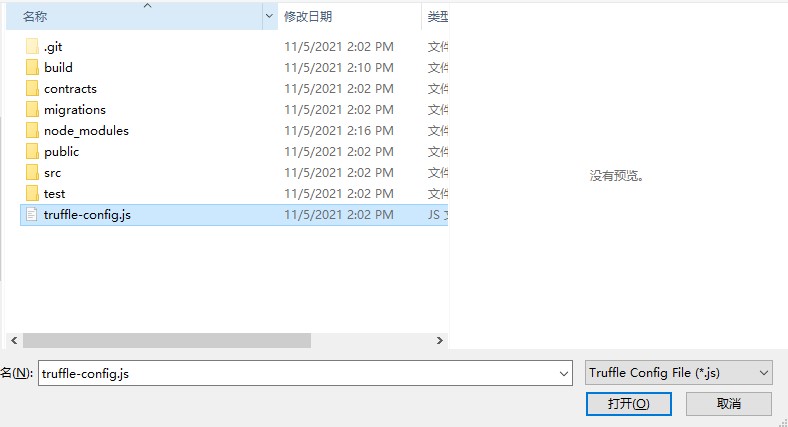 名称 修改日期 类型
.git 11/5/2021 2:02 PM 文件
build 11/5/2021 2:10 PM 文件
contracts 11/5/2021 2:02 PM 文件
migrations 11/5/2021 2:02 PM 文件
node_modules 11/5/2021 2:16 PM 文件
public 11/5/2021 2:02 PM 文件
src 11/5/2021 2:02 PM 文件
test 11/5/2021 2:02 PM 文件
truffle-config.js 11/5/2021 2:02 PM JS 文
没有预览。
名(N): truffle-config.js Truffle Config File (*.js)
打开(O) 取消